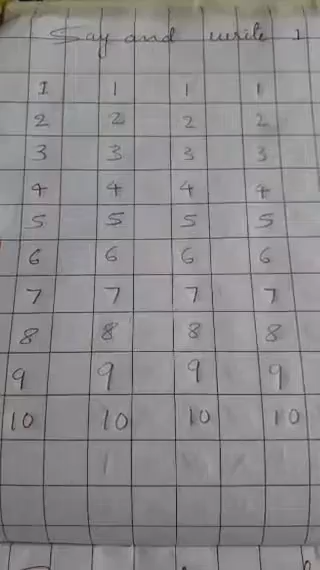 Say and write 1
1 1 1 1
2 2 2 2
3 3 3 3
4 4 4 4
5 5 5 5
6 6 6 6
7 7 7 7
8 8 8 8
9 9 9 9
10 10 10 10